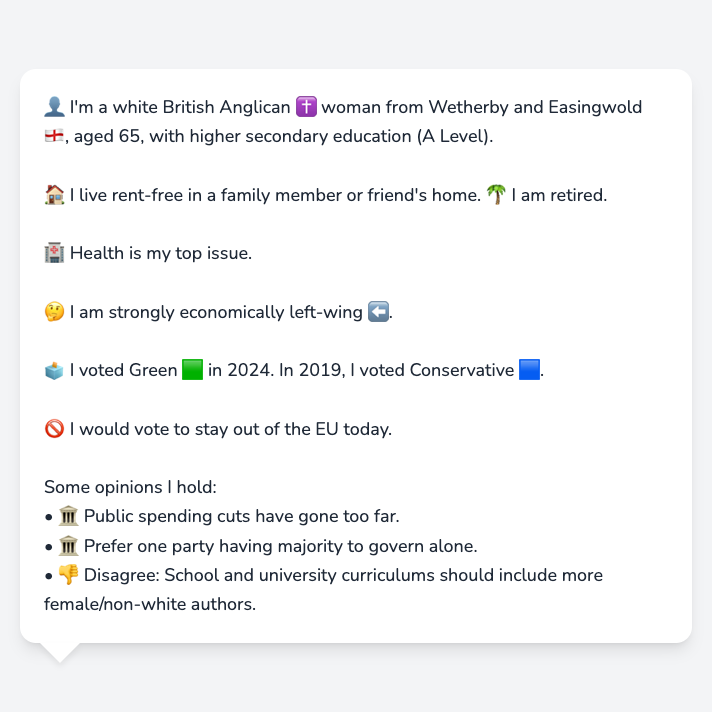 👤 I'm a white British Anglican ✝️ woman from Wetherby and Easingwold
🏴󠁧󠁢󠁥󠁮󠁧󠁿, aged 65, with higher secondary education (A Level).
🏠 I live rent-free in a family member or friend's home. 🌴 I am retired.
🏥 Health is my top issue.
🤔 I am strongly economically left-wing ⬅️.
🗳️ I voted Green 🟩 in 2024. In 2019, I voted Conservative 🟦.
🚫 I would vote to stay out of the EU today.
Some opinions I hold:
• 🏛️ Public spending cuts have gone too far.
• 🏛️ Prefer one party having majority to govern alone.
• 👎 Disagree: School and university curriculums should include more
female/non-white authors.